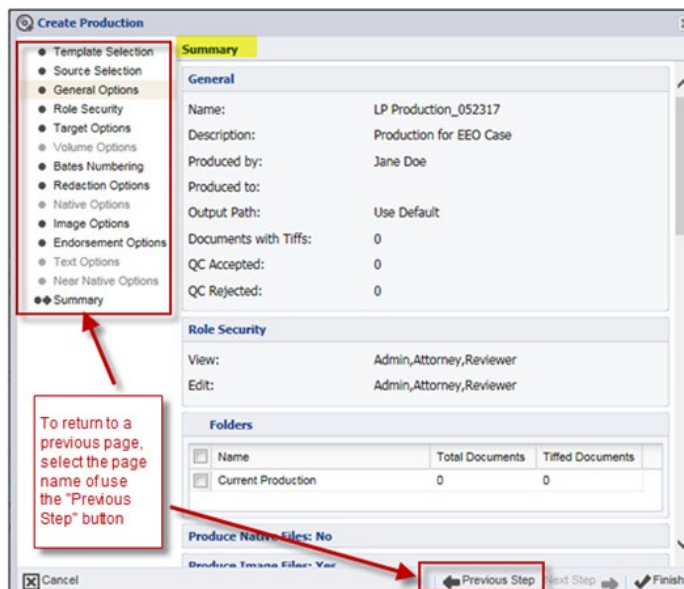 Create Production
Template Selection
Source Selection
General Options
Role Security
Target Options
Volume Options
Bates Numbering
Redaction Options
Native Options
Image Options
Endorsement Options
Text Options
Near Native Options
Summary
To return to a
previous page,
select the page
name of use
the "Previous
Step" button
Summary
General
Name: LP Production_052317
Description: Production for EEO Case
Produced by: Jane Doe
Produced to:
Output Path: Use Default
Documents with Tiffs: 0
QC Accepted: 0
QC Rejected: 0
Role Security
View: Admin,Attorney,Reviewer
Edit: Admin,Attorney,Reviewer
Folders
Name Total Documents Tiffed Documents
Current Production 0 0
Produce Native Files: No
Produce Image Files: Yes
Cancel Previous Step Next Step Finish